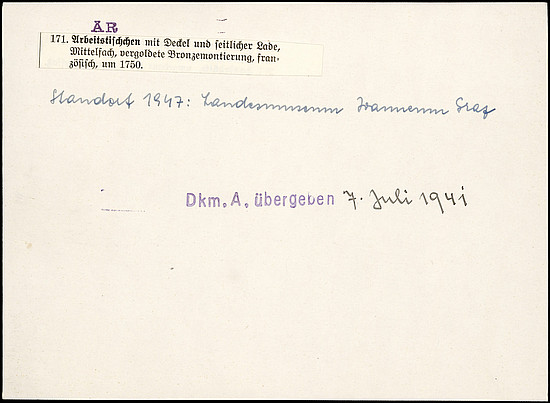 AR
171. Arbeitstischchen mit Deckel und seitlicher Lade,
Mittelfach, vergoldete Bronzemontierung, fran-
zösisch, um 1750.
Standort 1947: Landesmuseum Joanneum Graz
Dkm. A. übergeben 7. Juli 1941